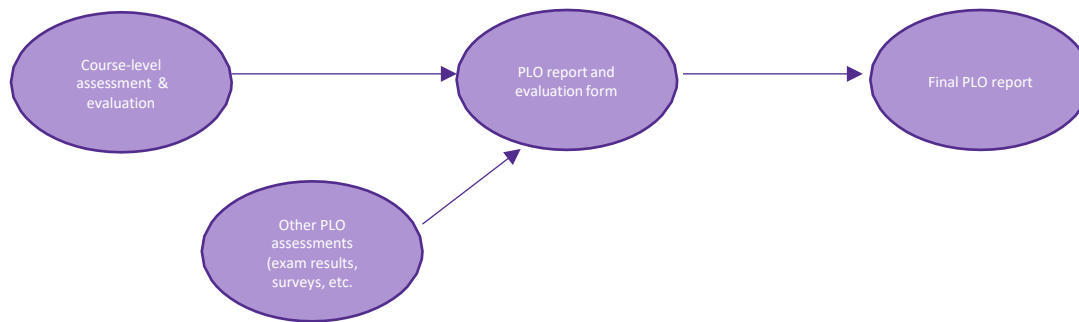 Course-level
assessment &
evaluation
PLO report and
evaluation form
Final PLO report
Other PLO
assessments
(exam results,
surveys, etc.